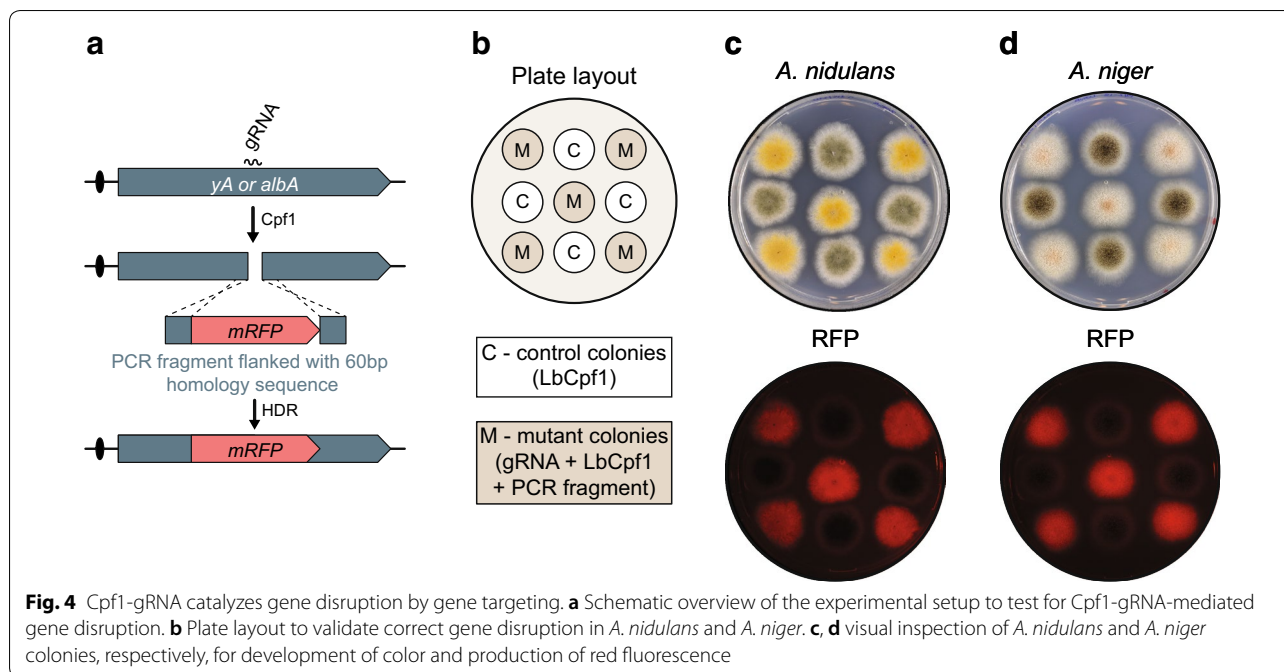 a
gRNA
yA or albA
Cpf1
mRFP
PCR fragment flanked with 60bp
homology sequence
HDR
mRFP
b
Plate layout
M C M
C M C
M C M
C - control colonies
(LbCpf1)
M - mutant colonies
(gRNA + LbCpf1
+ PCR fragment)
c
A. nidulans
RFP
d
A. niger
RFP
Fig. 4 Cpf1-gRNA catalyzes gene disruption by gene targeting. a Schematic overview of the experimental setup to test for Cpf1-gRNA-mediated
gene disruption. b Plate layout to validate correct gene disruption in A. nidulans and A. niger. c, d visual inspection of A. nidulans and A. niger
colonies, respectively, for development of color and production of red fluorescence